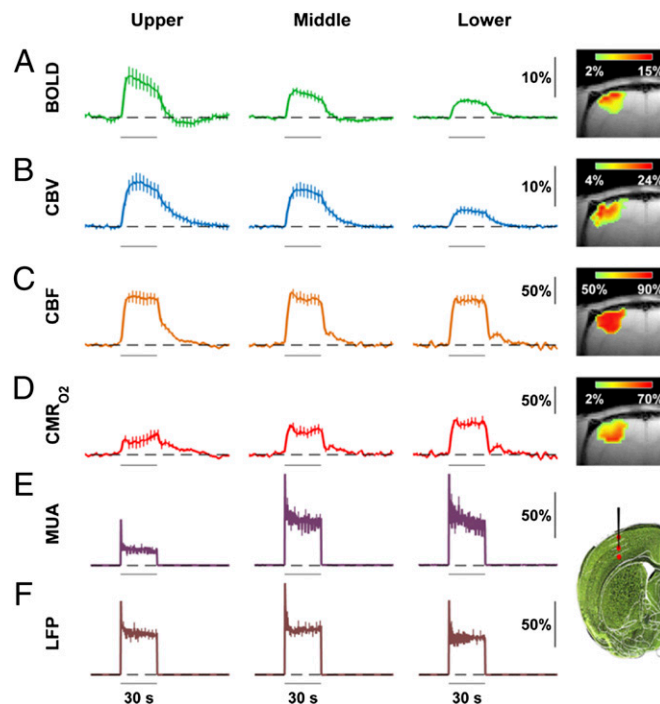 Upper Middle Lower
A BOLD 10% 2% 15%
B CBV 10% 4% 24%
C CBF 50% 50% 90%
D CMRO2 50% 2% 70%
E MUA 50%
F LFP 50%
30 s 30 s 30 s